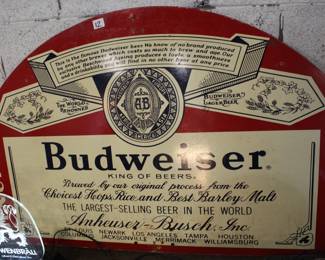 This is the famous Budweiser beer. We know of no brand produced
by any other brewer which costs so much to brew and age. Our
exclusive Beechwood Ageing produces a taste, a smoothness
and a drinkability you will find in no other beer at any price
THE WORLD RENOWNED
BUDWEISER LAGER BEER
AB
Budweiser
KING OF BEERS
Brewed by our original process from the
Choicest Hops, Rice and Best Barley Malt
THE LARGEST-SELLING BEER IN THE WORLD
Anheuser-Busch, Inc.
LOUIS NEWARK LOS ANGELES TAMPA HOUSTON
COLUMBUS JACKSONVILLE MERRIMACK WILLIAMSBURG
WENBRÄU